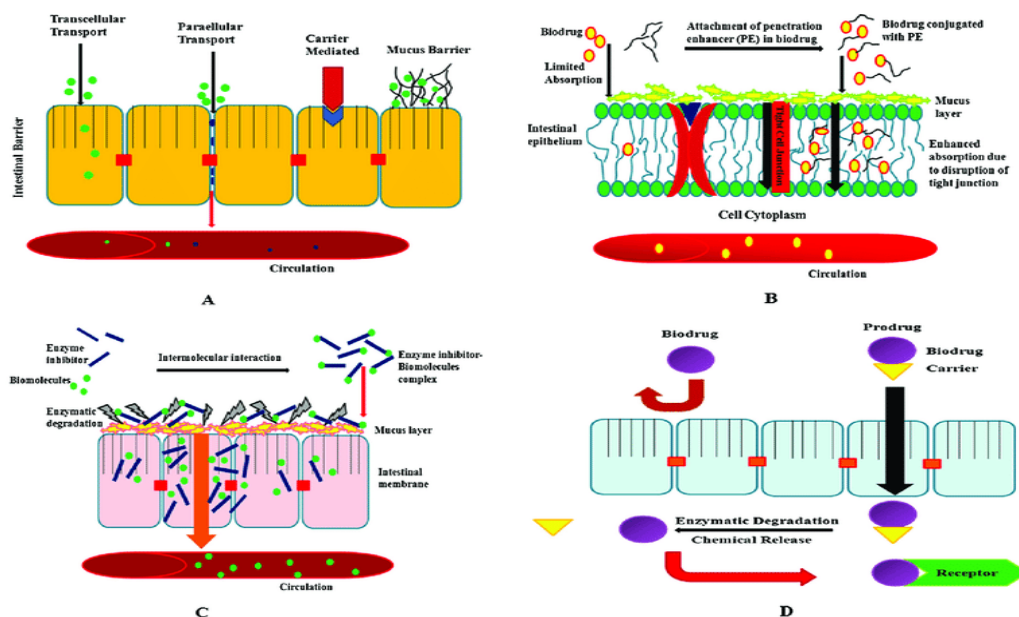 Transcellular
Transport
Paraellular
Transport
Carrier
Mediated
Mucus Barrier
Intestinal Barrier
Circulation
A
Biodrug
Limited
Absorption
Attachment of penetration
enhancer (PE) in biodrug
Biodrug conjugated
with PE
Mucus
layer
Intestinal
epithelium
Tight Cell
Junction
Enhanced
absorption due
to disruption of
tight junction
Cell Cytoplasm
Circulation
B
Enzyme
inhibitor
Biomolecules
Intermolecular interaction
Enzyme inhibitor-
Biomolecules
complex
Enzymatic
degradation
Mucus layer
Intestinal
membrane
Circulation
C
Biodrug
Prodrug
Biodrug
Carrier
Enzymatic Degradation
Chemical Release
Receptor
D